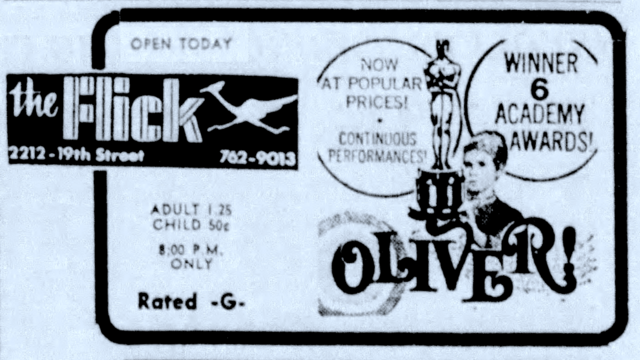 OPEN TODAY
the Flick
2212-19th Street 762-9013
ADULT 1.25
CHILD 50¢
8:00 P.M.
ONLY
Rated -G-
NOW
AT POPULAR
PRICES!
•
CONTINUOUS
PERFORMANCES!
WINNER
6
ACADEMY
AWARDS!
OLIVER!